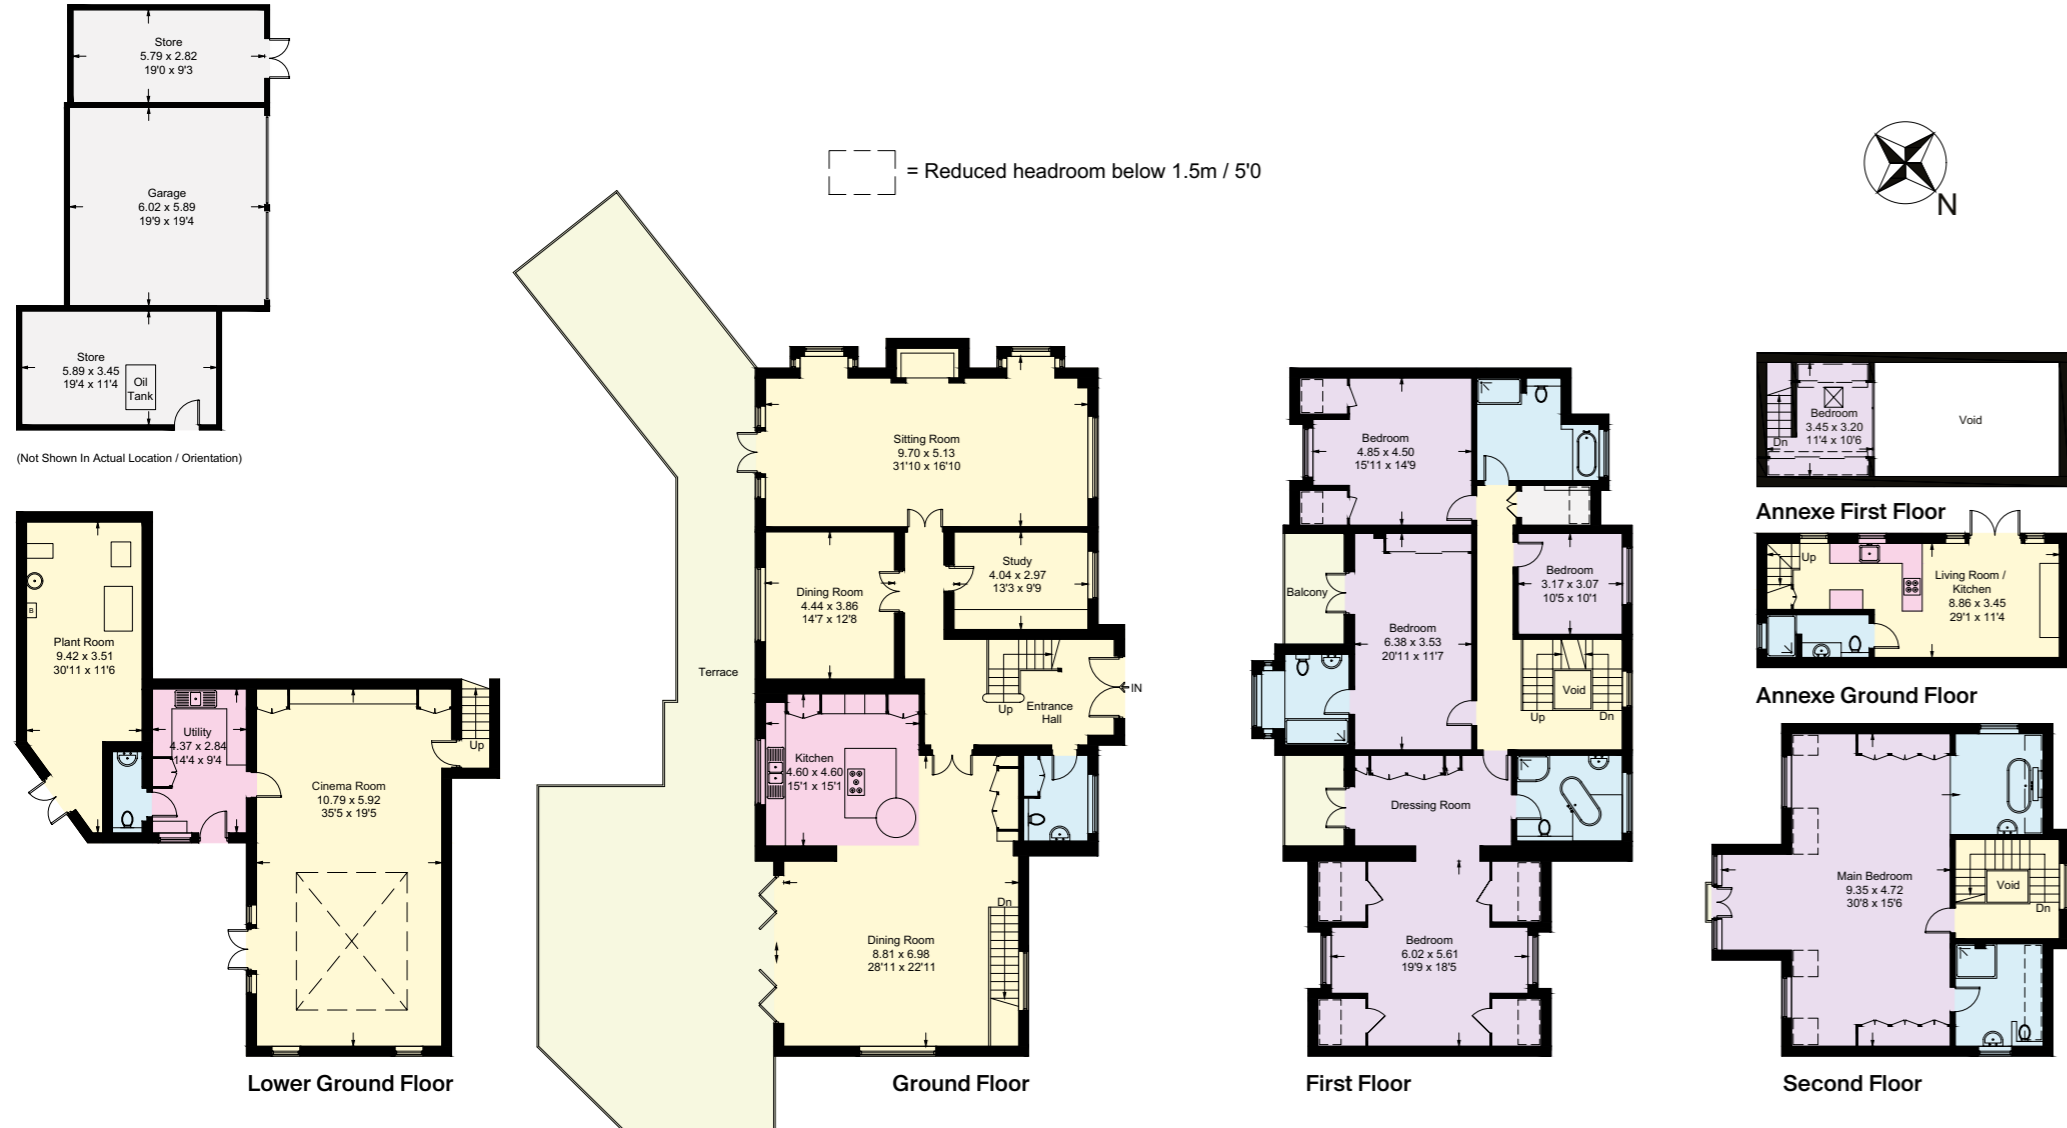 Store
5.79 x 2.82
19'0 x 9'3
Garage
6.02 x 5.89
19'9 x 19'4
Store
5.89 x 3.45
19'4 x 11'4
Oil
Tank
(Not Shown In Actual Location / Orientation)
= Reduced headroom below 1.5m / 5'0
N
Plant Room
9.42 x 3.51
30'11 x 11'6
B
Utility
4.37 x 2.84
14'4 x 9'4
Cinema Room
10.79 x 5.92
35'5 x 19'5
Up
Lower Ground Floor
Terrace
Sitting Room
9.70 x 5.13
31'10 x 16'10
Dining Room
4.44 x 3.86
14'7 x 12'8
Study
4.04 x 2.97
13'3 x 9'9
Up
Entrance
Hall
IN
Kitchen
4.60 x 4.60
15'1 x 15'1
Dn
Dining Room
8.81 x 6.98
28'11 x 22'11
Ground Floor
Bedroom
4.85 x 4.50
15'11 x 14'9
Balcony
Bedroom
6.38 x 3.53
20'11 x 11'7
Bedroom
3.17 x 3.07
10'5 x 10'1
Void
Up
Dn
Dressing Room
Bedroom
6.02 x 5.61
19'9 x 18'5
First Floor
Bedroom
3.45 x 3.20
11'4 x 10'6
Dn
Void
Annexe First Floor
Up
Living Room /
Kitchen
8.86 x 3.45
29'1 x 11'4
Annexe Ground Floor
Main Bedroom
9.35 x 4.72
30'8 x 15'6
Void
Dn
Second Floor